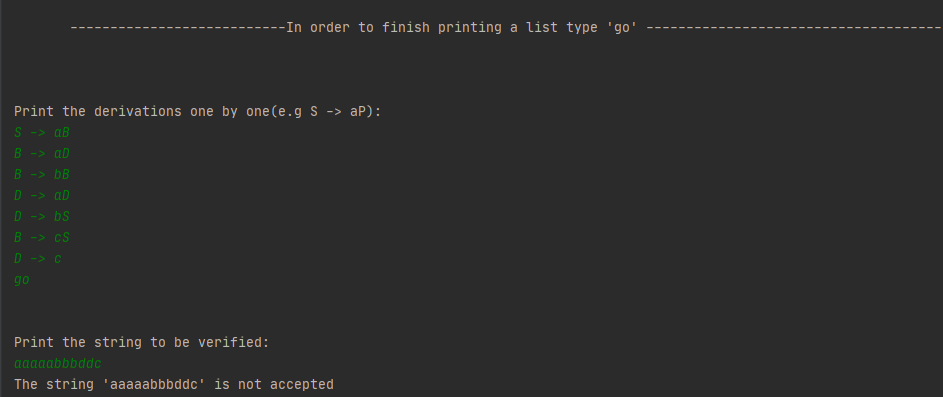 --------------------------In order to finish printing a list type 'go' ------------------------------------
Print the derivations one by one(e.g S -> aP):
S -> aB
B -> aD
B -> bB
D -> aD
D -> bS
B -> cS
D -> c
go
Print the string to be verified:
aaaaabbbddc
The string 'aaaaabbbddc' is not accepted